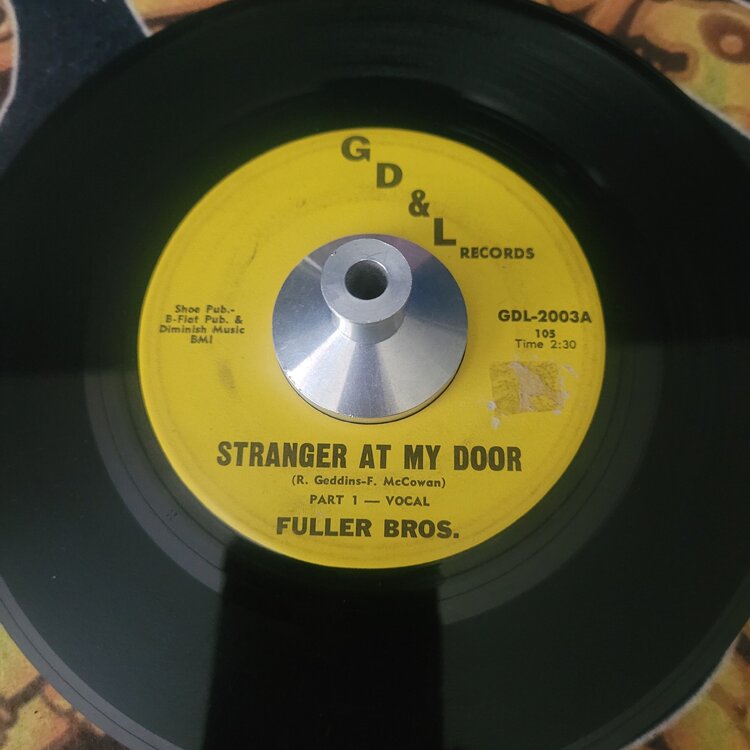 G D & L RECORDS
Shoe Pub.-
B-Flat Pub. &
Diminish Music
BMI
GDL-2003A
105
Time 2:30
STRANGER AT MY DOOR
(R. Geddins-F. McCowan)
PART 1 — VOCAL
FULLER BROS.